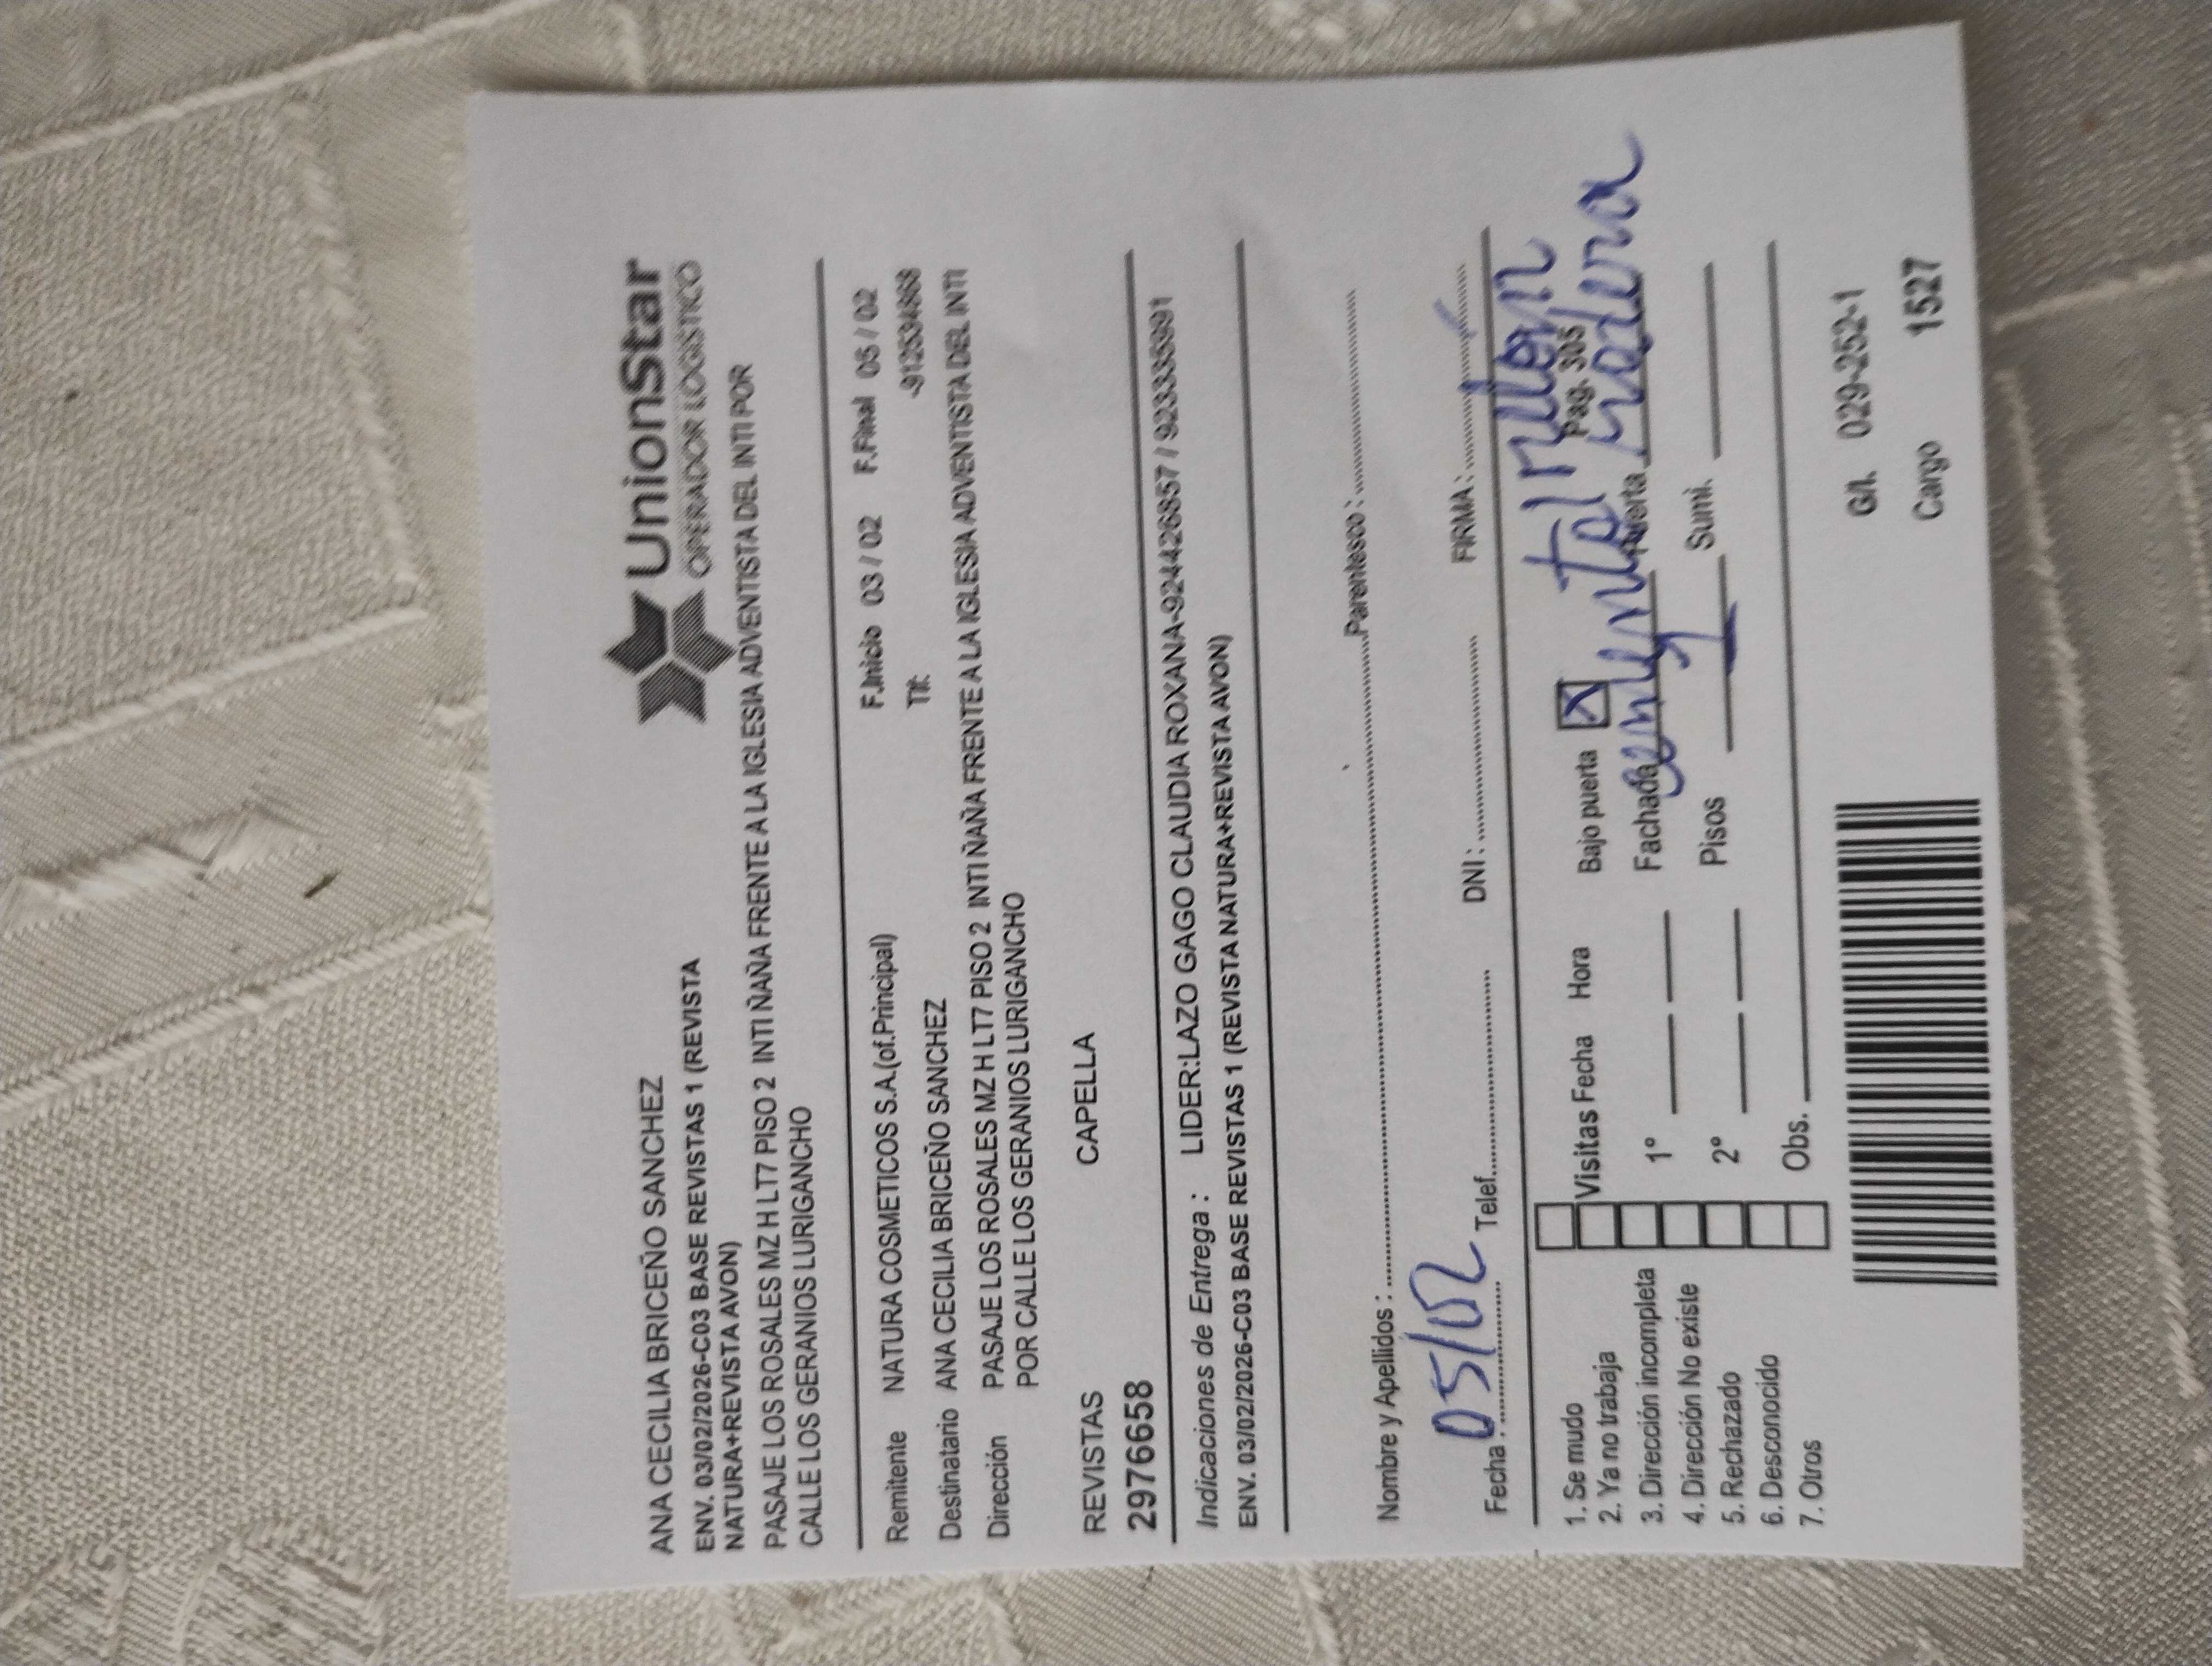 UnionStar
OPERADOR LOGISTICO
ANA CECILIA BRICEÑO SANCHEZ
ENV. 03/02/2026-C03 BASE REVISTAS 1 (REVISTA
NATURA+REVISTA AVON)
PASAJE LOS ROSALES MZ H LT7 PISO 2 INTI ÑAÑA FRENTE A LA IGLESIA ADVENTISTA DEL INTI POR
CALLE LOS GERANIOS LURIGANCHO
F.Inicio 03 / 02 F.Final 05 / 02
Remitente NATURA COSMETICOS S.A.(of.Principal) Tlf:
Destinatario ANA CECILIA BRICEÑO SANCHEZ
Dirección PASAJE LOS ROSALES MZ H LT7 PISO 2 INTI ÑAÑA FRENTE A LA IGLESIA ADVENTISTA DEL INTI
POR CALLE LOS GERANIOS LURIGANCHO
REVISTAS CAPELLA
2976658
Indicaciones de Entrega : LIDER:LAZO GAGO CLAUDIA ROXANA-924426857 /
ENV. 03/02/2026-C03 BASE REVISTAS 1 (REVISTA NATURA+REVISTA AVON)
Nombre y Apellidos : Parentesco :
Fecha : 05/02 Telef. DNI : FIRMA :
1. Se mudo Visitas Fecha Hora Bajo puerta X Pag. 305
2. Ya no trabaja
3. Dirección incompleta 1° Fachada Puerta
4. Dirección No existe
5. Rechazado 2° Pisos 1 Sumi.
6. Desconocido
7. Otros Obs.
G/l. 029-252-1
Cargo 1527